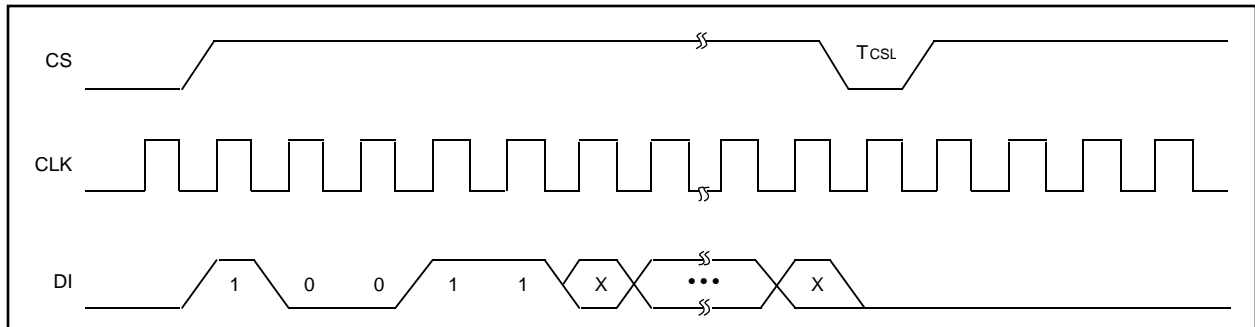 CS
TCSL
CLK
DI
1 0 0 1 1 X ••• X